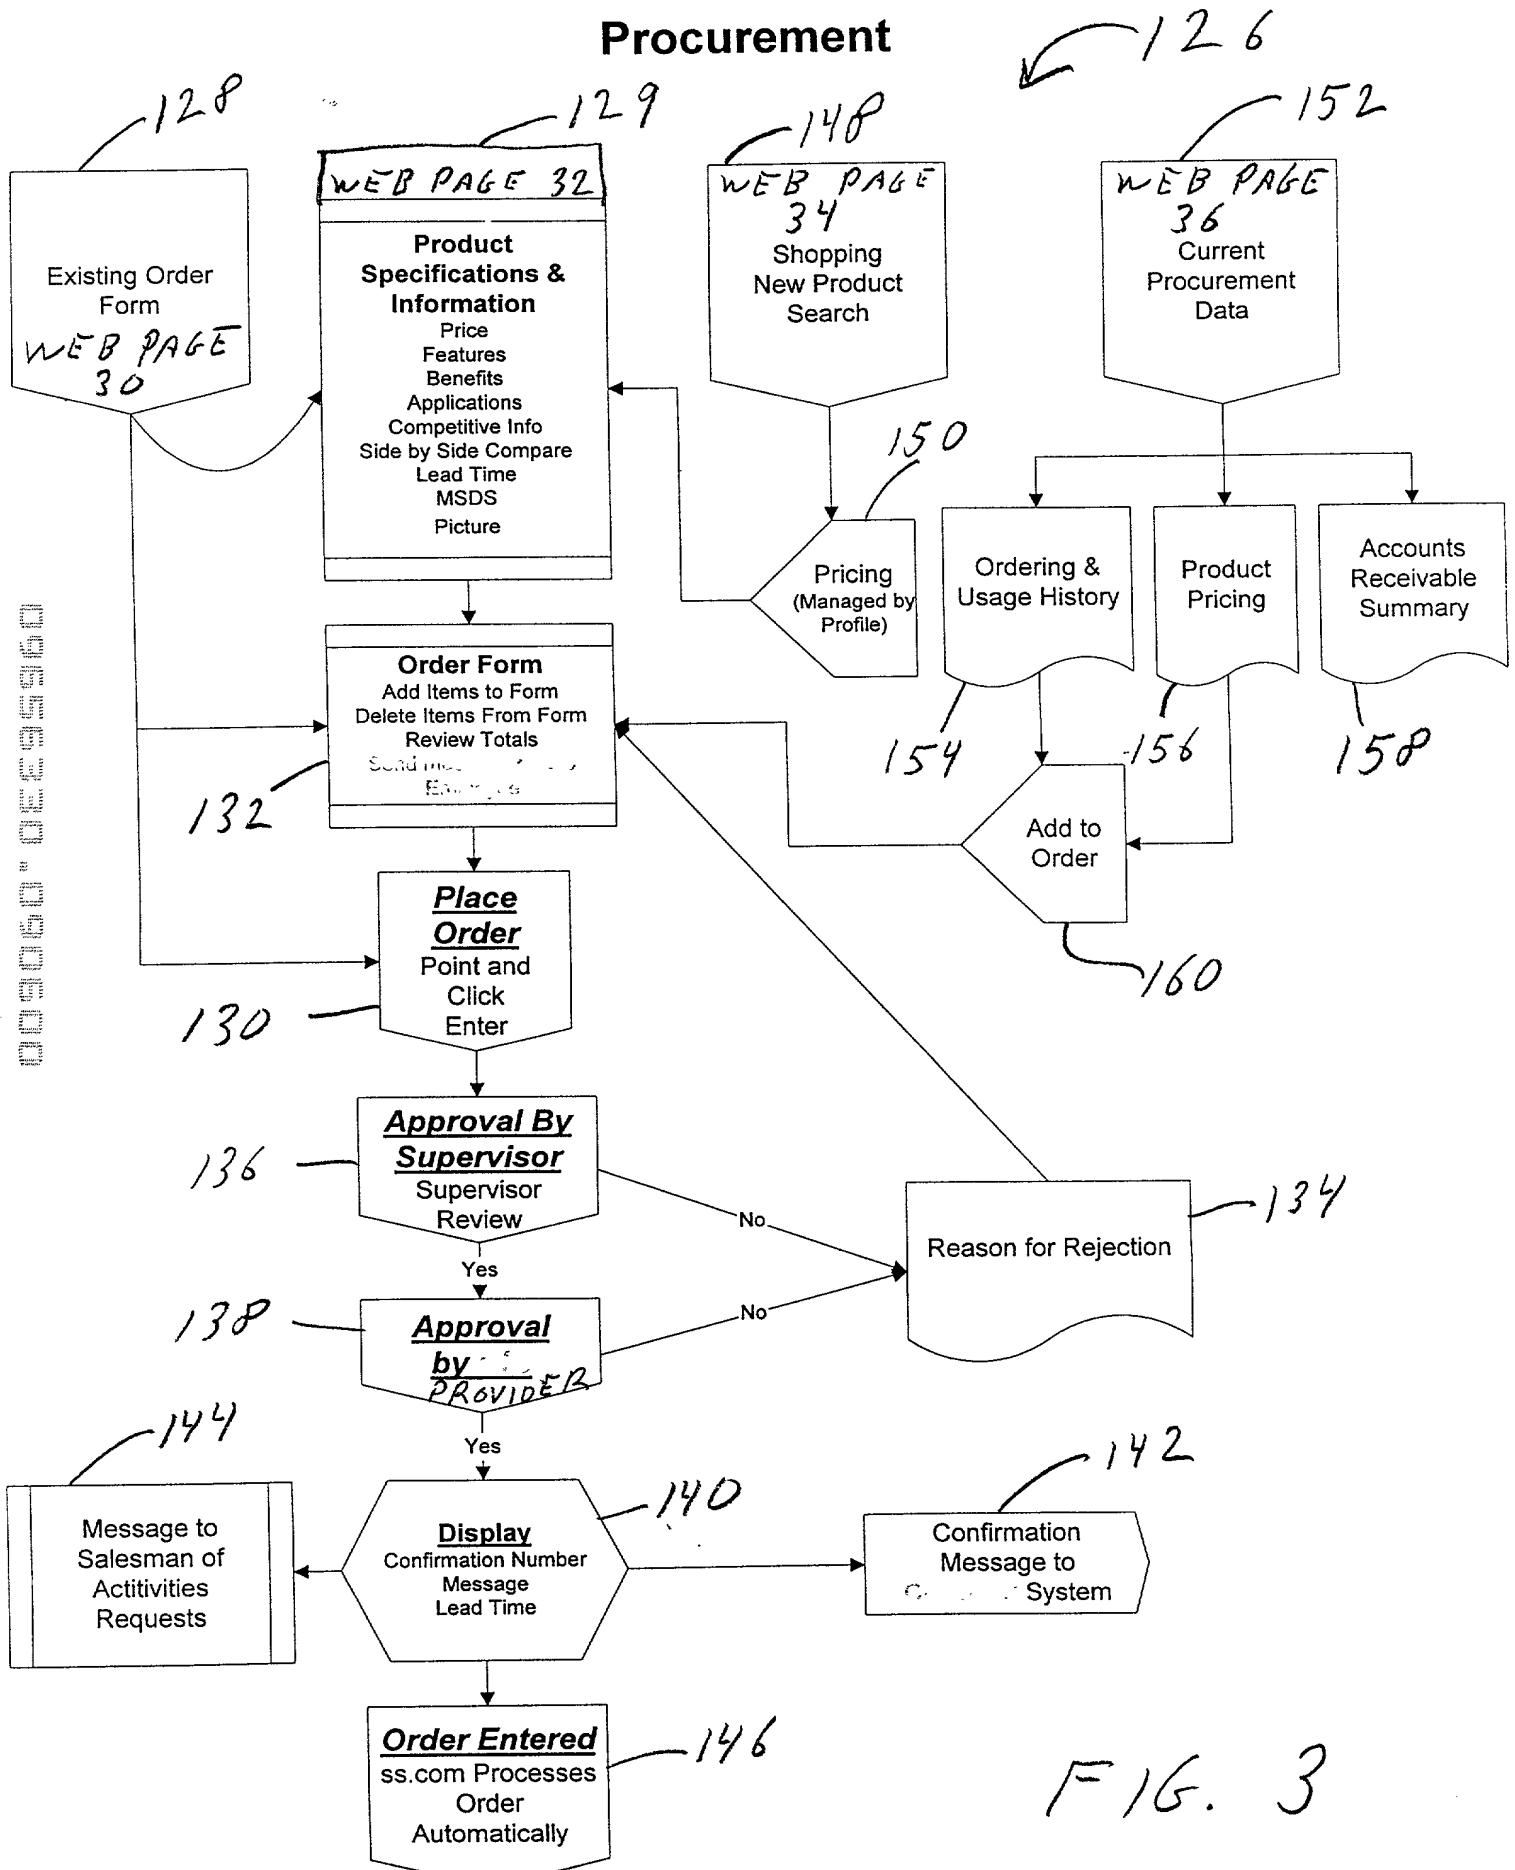 Procurement
126
128
129
148
152
Existing Order
Form
WEB PAGE
30
WEB PAGE 32
Product
Specifications &
Information
Price
Features
Benefits
Applications
Competitive Info
Side by Side Compare
Lead Time
MSDS
Picture
WEB PAGE
34
Shopping
New Product
Search
WEB PAGE
36
Current
Procurement
Data
150
Pricing
(Managed by
Profile)
Ordering &
Usage History
Product
Pricing
Accounts
Receivable
Summary
154
156
158
Order Form
Add Items to Form
Delete Items From Form
Review Totals
Send
132
Add to
Order
160
Place
Order
Point and
Click
Enter
130
Approval By
Supervisor
Supervisor
Review
136
No
Yes
Reason for Rejection
134
Approval
by
PROVIDER
138
No
Yes
144
Message to
Salesman of
Actitivities
Requests
Display
Confirmation Number
Message
Lead Time
140
142
Confirmation
Message to
System
Order Entered
ss.com Processes
Order
Automatically
146
FIG. 3